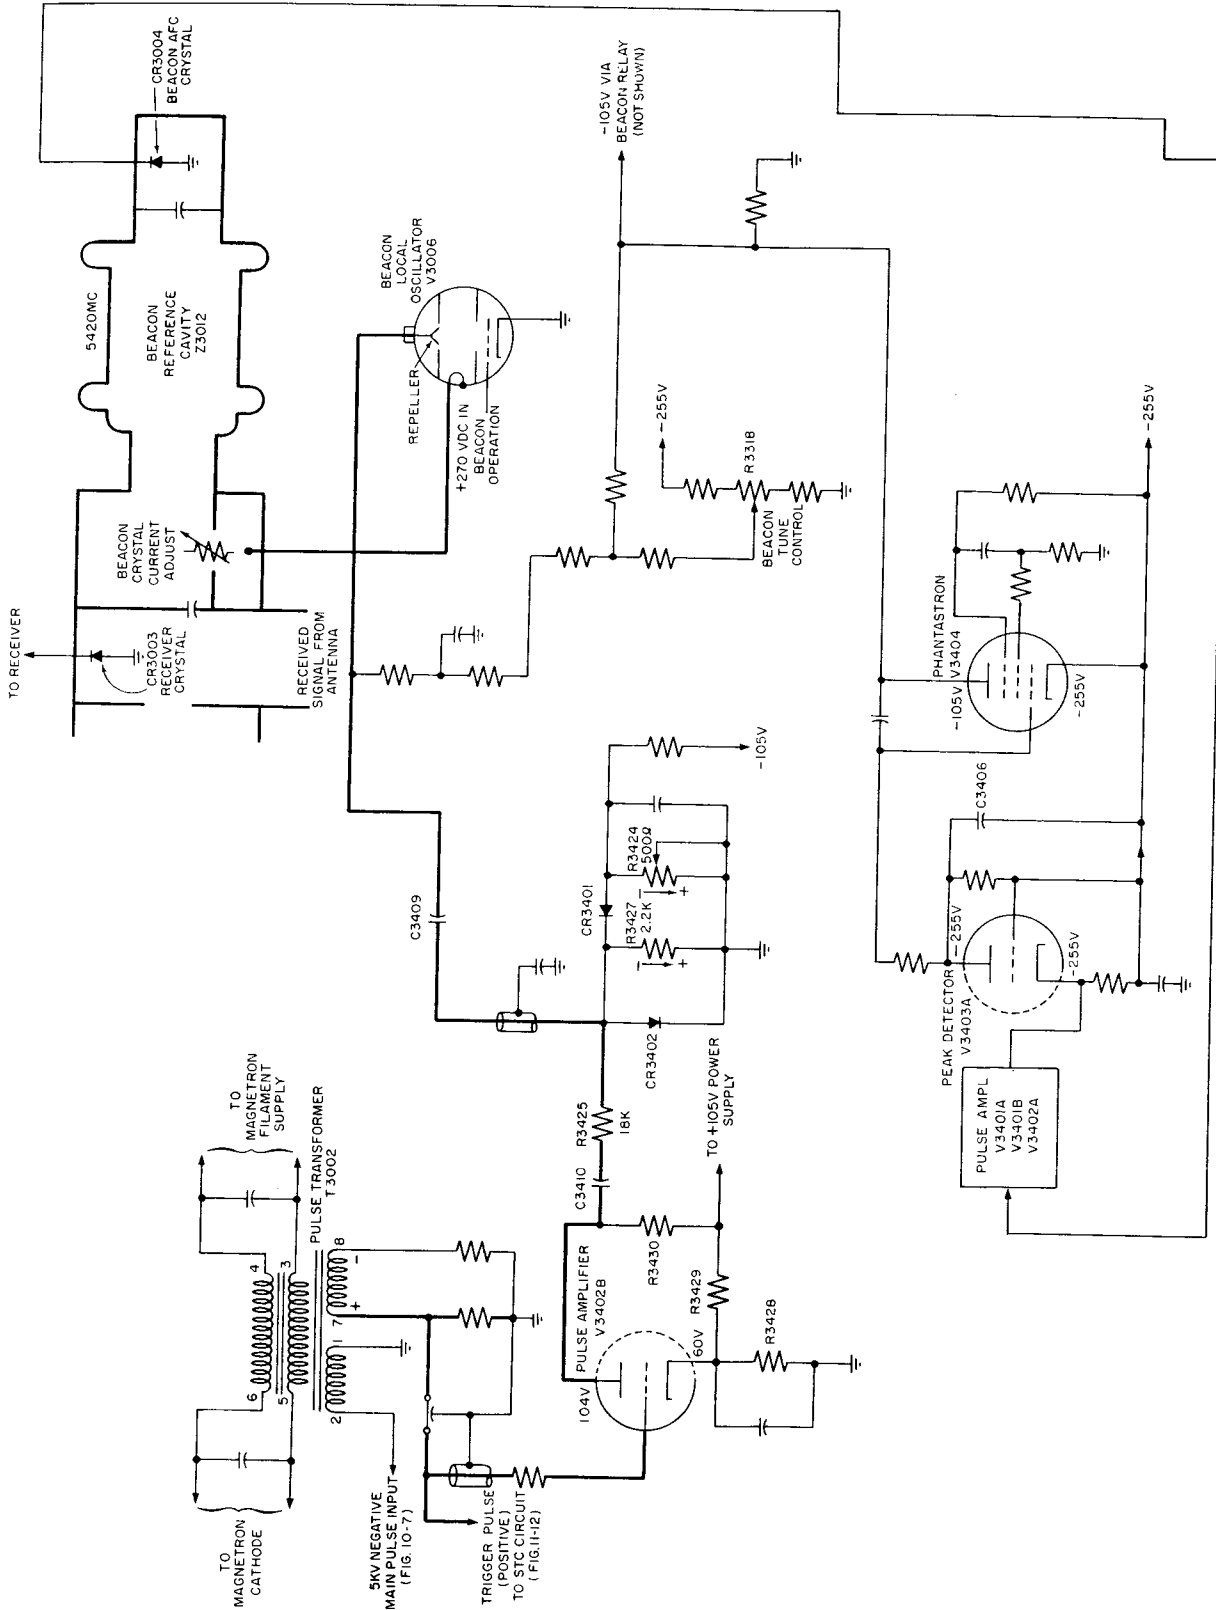 CR3004
BEACON AFC
CRYSTAL
5420MC
BEACON
REFERENCE
CAVITY
Z3012
BEACON
CRYSTAL
CURRENT
ADJUST
TO RECEIVER
CR3003
RECEIVER
CRYSTAL
RECEIVED
SIGNAL FROM
ANTENNA
BEACON
LOCAL
OSCILLATOR
V3006
REPELLER
+270 VDC IN
BEACON
OPERATION
-105V VIA
BEACON RELAY
(NOT SHOWN)
-255V
R3318
BEACON
TUNE
CONTROL
C3409
CR3401
R3427
2.2K
- +
R3424
500Ω
- +
-105V
CR3402
TO
MAGNETRON
FILAMENT
SUPPLY
PULSE TRANSFORMER
T3002
4
6
3
5
8
-
+
7
1
2
TO
MAGNETRON
CATHODE
5KV NEGATIVE
MAIN PULSE INPUT
(FIG. 10-7)
TRIGGER PULSE
(POSITIVE)
TO STC CIRCUIT
(FIG. 11-12)
PULSE AMPLIFIER
V3402B
104V
60V
C3410
R3425
18K
R3430
R3429
R3428
TO +105V POWER
SUPPLY
PHANTASTRON
V3404
-105V
-255V
-255V
C3406
PEAK DETECTOR
V3403A
-255V
-255V
PULSE AMPL
V3401A
V3401B
V3402A